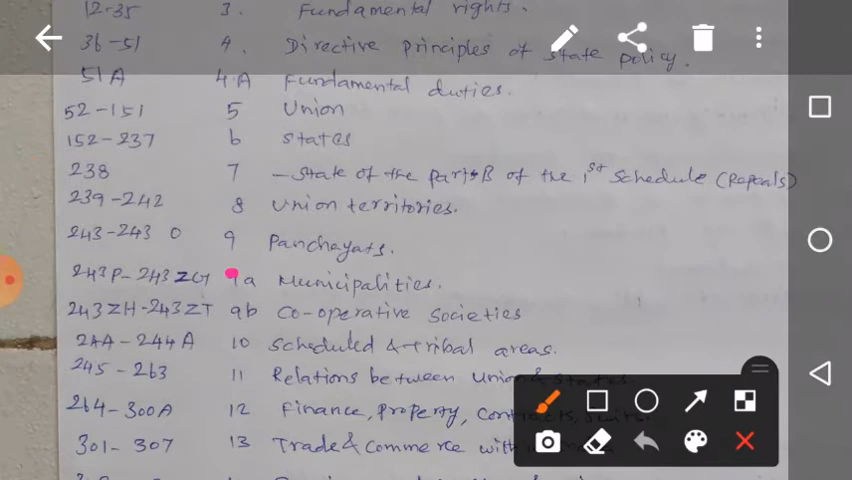 12-35 3. Fundamental rights.
36-51 4. Directive principles of state policy.
51A 4.A Fundamental duties.
52-151 5 Union
152-237 6 states
238 7 - State of the part-B of the 1st schedule (Repeals)
239-242 8 Union territories.
243-243 O 9 Panchayats.
243P-243ZG 9a Municipalities.
243ZH-243ZT 9b Co-operative societies
244-244A 10 Scheduled & Tribal areas.
245-263 11 Relations between Union & states.
264-300A 12 Finance, Property, Contracts, suits.
301-307 13 Trade & Commerce